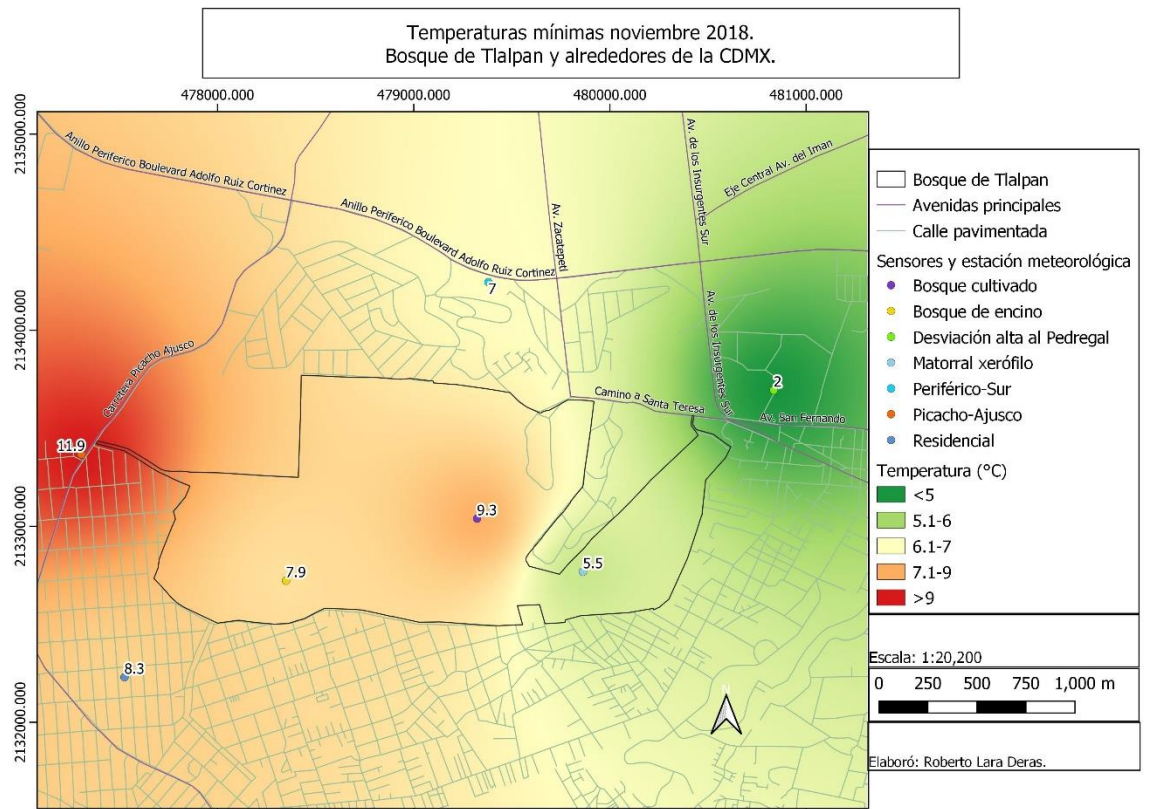 Temperaturas mínimas noviembre 2018.
Bosque de Tlalpan y alrededores de la CDMX.
478000.000
479000.000
480000.000
481000.000
2135000.000
2134000.000
2133000.000
2132000.000
Anillo Periferico Boulevard Adolfo Ruiz Cortinez
Anillo Periferico Boulevard Adolfo Ruiz Cortinez
Av. Zacatepetl
Av. de los Insurgentes Sur
Eje Central Av. del Iman
Av. de los Insurgentes Sur
Carretera Picacho Ajusco
Camino a Santa Teresa
Av. San Fernando
7
2
11.9
9.3
7.9
5.5
8.3
N
Bosque de Tlalpan
Avenidas principales
Calle pavimentada
Sensores y estación meteorológica
Bosque cultivado
Bosque de encino
Desviación alta al Pedregal
Matorral xerófilo
Periférico-Sur
Picacho-Ajusco
Residencial
Temperatura (°C)
<5
5.1-6
6.1-7
7.1-9
>9
Escala: 1:20,200
0 250 500 750 1,000 m
Elaboró: Roberto Lara Deras.